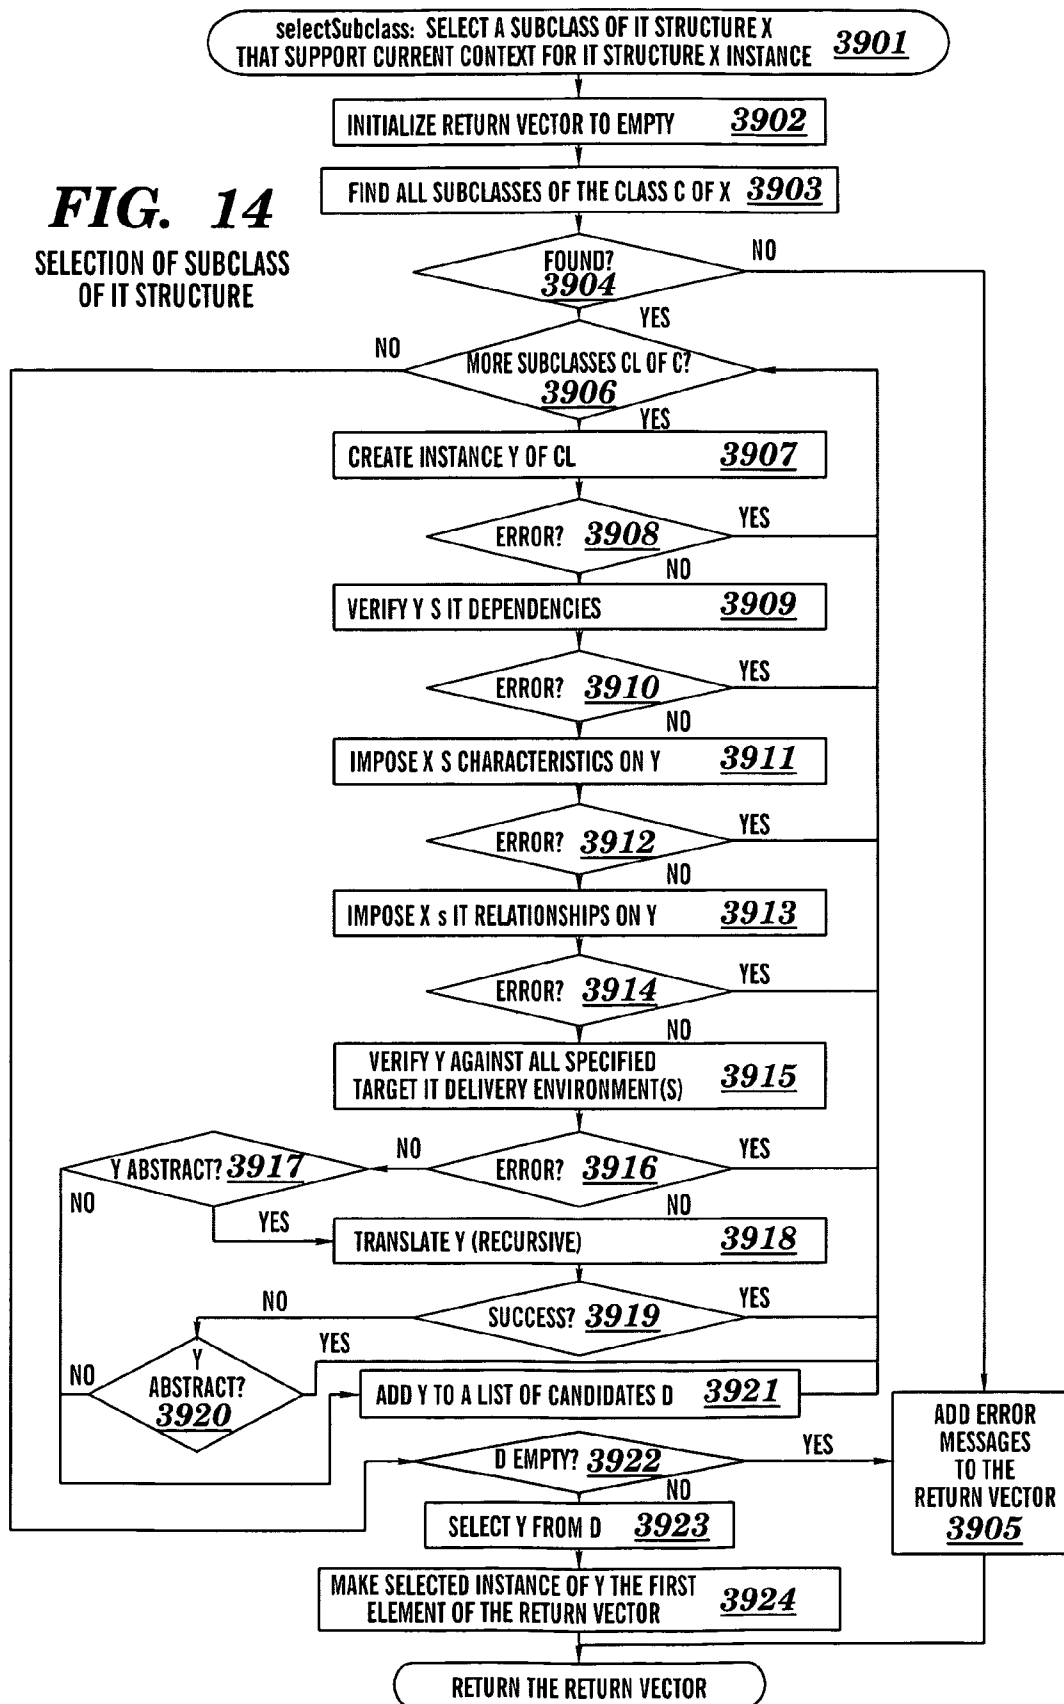 selectSubclass: SELECT A SUBCLASS OF IT STRUCTURE X
THAT SUPPORT CURRENT CONTEXT FOR IT STRUCTURE X INSTANCE 3901
INITIALIZE RETURN VECTOR TO EMPTY 3902
FIND ALL SUBCLASSES OF THE CLASS C OF X 3903
FIG. 14
SELECTION OF SUBCLASS
OF IT STRUCTURE
FOUND?
3904
NO
YES
NO
MORE SUBCLASSES CL OF C?
3906
YES
CREATE INSTANCE Y OF CL 3907
ERROR? 3908
YES
NO
VERIFY Y S IT DEPENDENCIES 3909
ERROR? 3910
YES
NO
IMPOSE X S CHARACTERISTICS ON Y 3911
ERROR? 3912
YES
NO
IMPOSE X s IT RELATIONSHIPS ON Y 3913
ERROR? 3914
YES
NO
VERIFY Y AGAINST ALL SPECIFIED
TARGET IT DELIVERY ENVIRONMENT(S) 3915
Y ABSTRACT? 3917
NO
ERROR? 3916
YES
NO
NO
YES
TRANSLATE Y (RECURSIVE) 3918
NO
SUCCESS? 3919
YES
NO
Y
ABSTRACT?
3920
YES
ADD Y TO A LIST OF CANDIDATES D 3921
D EMPTY? 3922
YES
NO
ADD ERROR
MESSAGES
TO THE
RETURN VECTOR
3905
SELECT Y FROM D 3923
MAKE SELECTED INSTANCE OF Y THE FIRST
ELEMENT OF THE RETURN VECTOR 3924
RETURN THE RETURN VECTOR